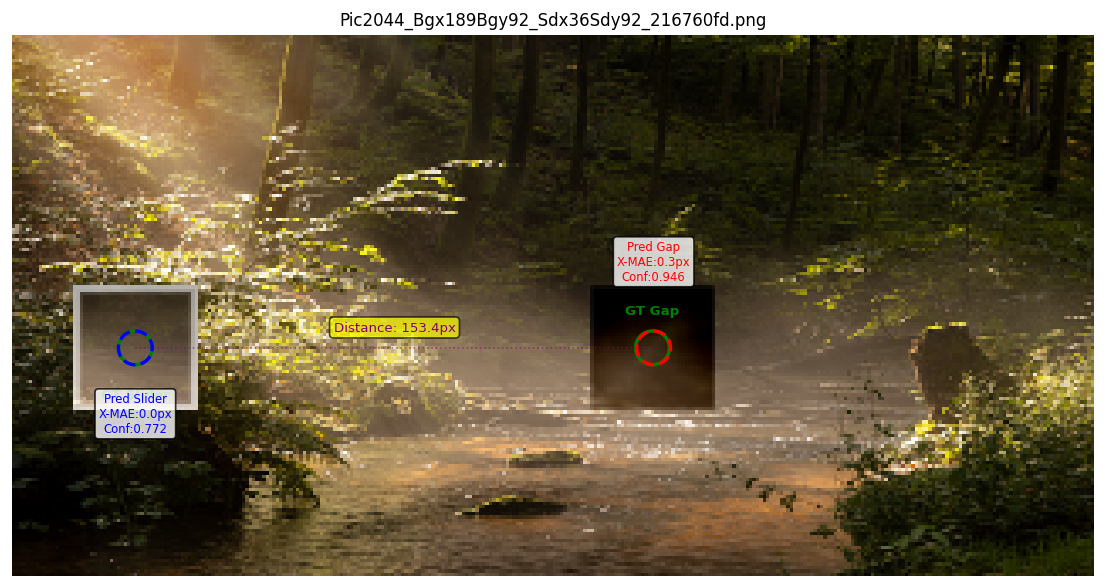 Pic2044_Bgx189Bgy92_Sdx36Sdy92_216760fd.png
Pred Gap
X-MAE:0.3px
Conf:0.946
GT Gap
Distance: 153.4px
Pred Slider
X-MAE:0.0px
Conf:0.772